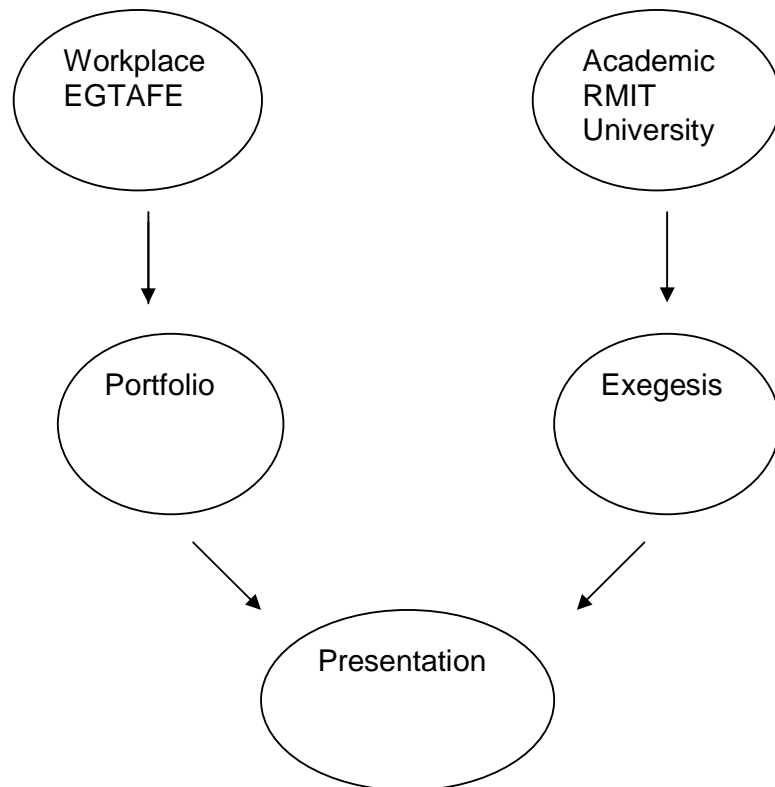 Workplace
EGTAFE
Academic
RMIT
University
Portfolio
Exegesis
Presentation